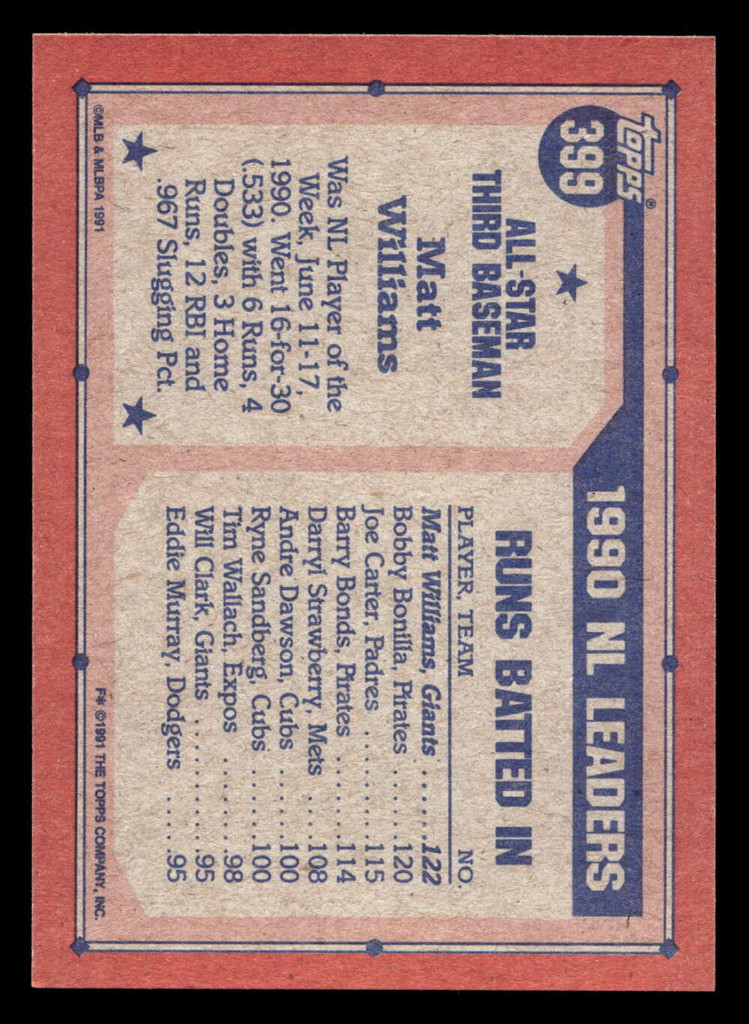 Topps®
399
1990 NL LEADERS
ALL-STAR
THIRD BASEMAN
Matt
Williams
Was NL Player of the
Week, June 11-17,
1990. Went 16-for-30
(.533) with 6 Runs, 4
Doubles, 3 Home
Runs, 12 RBI and
.967 Slugging Pct.
RUNS BATTED IN
PLAYER, TEAM NO.
Matt Williams, Giants ......122
Bobby Bonilla, Pirates ....120
Joe Carter, Padres .........115
Barry Bonds, Pirates ......114
Darryl Strawberry, Mets ...108
Andre Dawson, Cubs .....100
Ryne Sandberg, Cubs .....100
Tim Wallach, Expos .......98
Will Clark, Giants .........95
Eddie Murray, Dodgers ....95
©MLB & MLBPA 1991
F* ©1991 THE TOPPS COMPANY, INC.